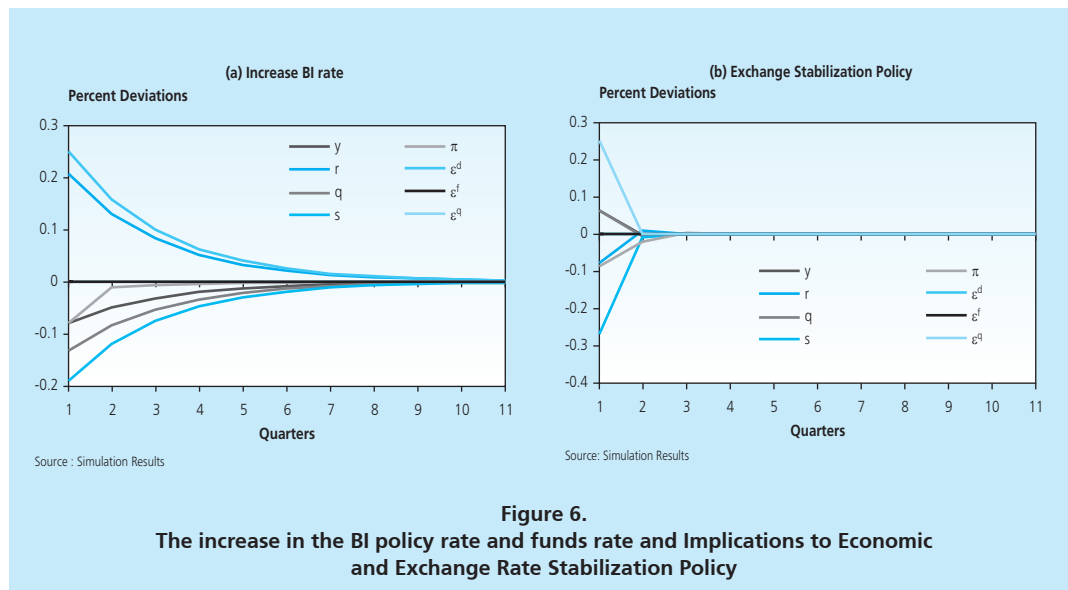 (a) Increase BI rate
Percent Deviations
0.3
0.2
0.1
0
-0.1
-0.2
y
r
q
s
π
εd
εf
εq
1 2 3 4 5 6 7 8 9 10 11
Quarters
Source : Simulation Results
(b) Exchange Stabilization Policy
Percent Deviations
0.3
0.2
0.1
0
-0.1
-0.2
-0.3
-0.4
y
r
q
s
π
εd
εf
εq
1 2 3 4 5 6 7 8 9 10 11
Quarters
Source: Simulation Results
Figure 6.
The increase in the BI policy rate and funds rate and Implications to Economic
and Exchange Rate Stabilization Policy